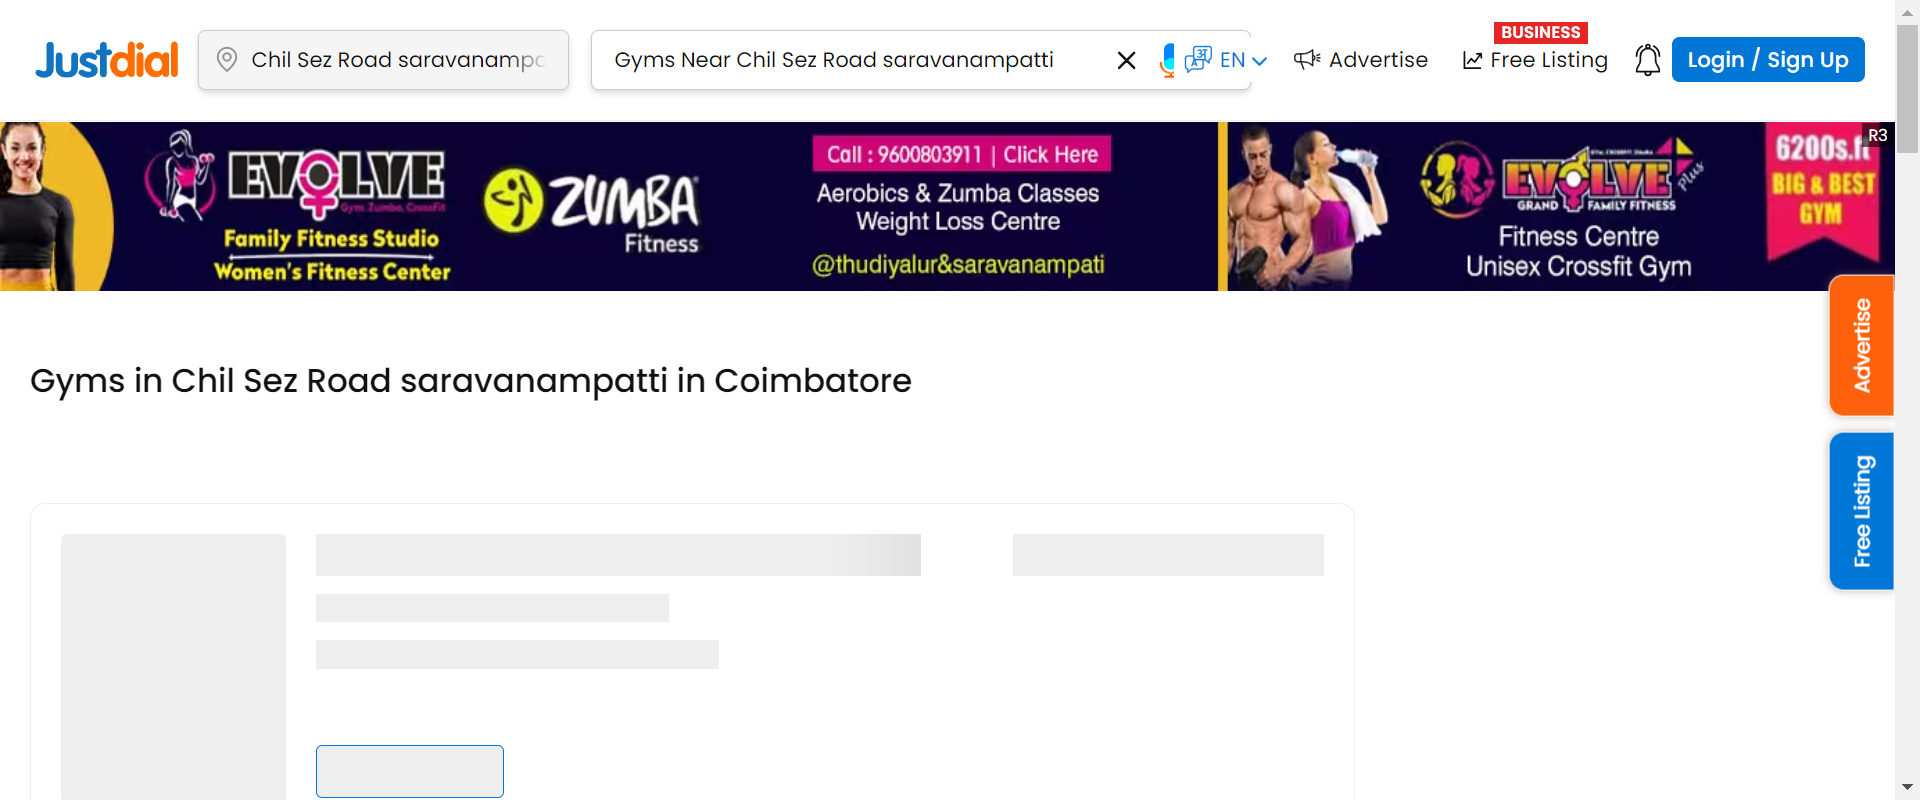 Justdial
Chil Sez Road saravanamp
Gyms Near Chil Sez Road saravanampatti
EN
Advertise
BUSINESS
Free Listing
Login / Sign Up
EVOLVE
Gym, Zumba, CrossFit
Family Fitness Studio
Women's Fitness Center
ZUMBA
Fitness
Call : 9600803911 | Click Here
Aerobics & Zumba Classes
Weight Loss Centre
@thudiyalur&saravanampati
EVOLVE Plus
GRAND FAMILY FITNESS
Fitness Centre
Unisex Crossfit Gym
6200s.ft
BIG & BEST
GYM
R3
Advertise
Free Listing
Gyms in Chil Sez Road saravanampatti in Coimbatore